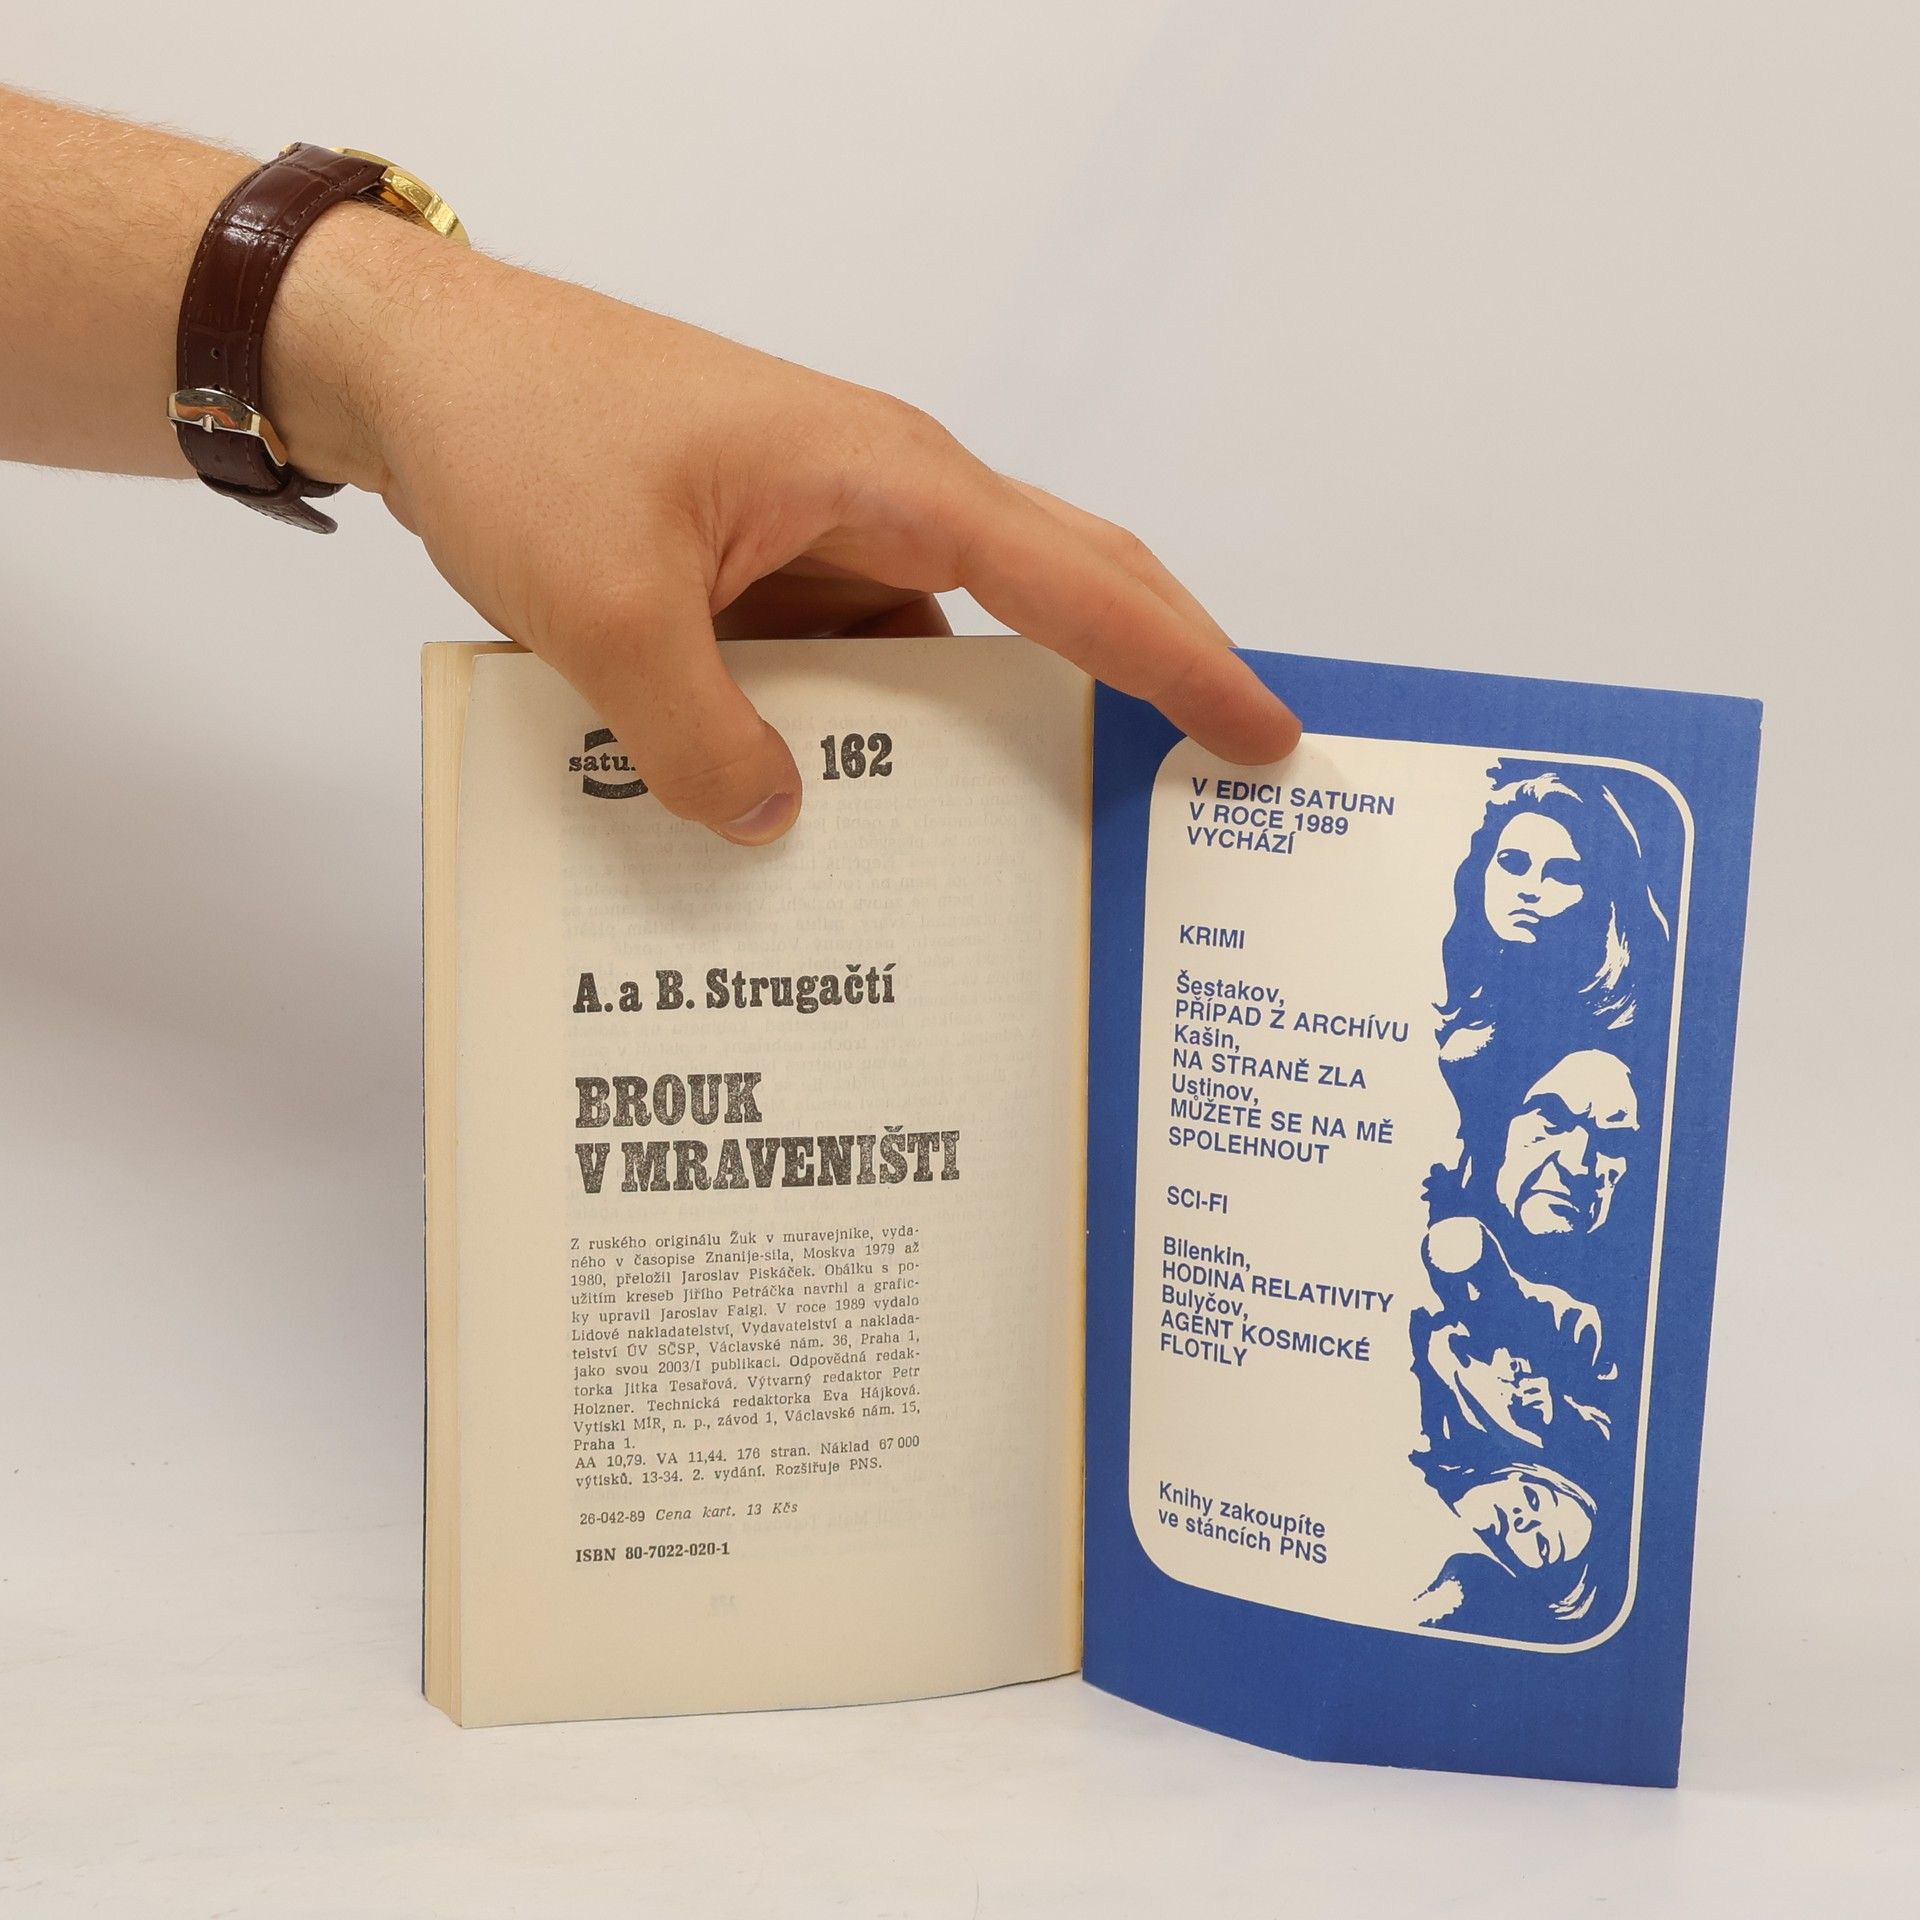 satu
162
A. a B. Strugačtí
BROUK
V MRAVENIŠTI
Z ruského originálu Žuk v muravejnike, vyda-
ného v časopise Znanije-sila, Moskva 1979 až
1980, přeložil Jaroslav Piskáček. Obálku s po-
užitím kreseb Jiřího Petráčka navrhl a grafic-
ky upravil Jaroslav Faigl. V roce 1989 vydalo
Lidové nakladatelství, Vydavatelství a naklada-
telství ÚV SČSP, Václavské nám. 36, Praha 1,
jako svou 2003/I publikaci. Odpovědná redak-
torka Jitka Tesařová. Výtvarný redaktor Petr
Holzner. Technická redaktorka Eva Hájková.
Vytiskl MÍR, n. p., závod 1, Václavské nám. 15,
Praha 1.
AA 10,79. VA 11,44. 176 stran. Náklad 67 000
výtisků. 13-34. 2. vydání. Rozšiřuje PNS.
26-042-89 Cena kart. 13 Kčs
ISBN 80-7022-020-1
V EDICI SATURN
V ROCE 1989
VYCHÁZÍ
KRIMI
Šestakov,
PŘÍPAD Z ARCHÍVU
Kašin,
NA STRANĚ ZLA
Ustinov,
MŮŽETE SE NA MĚ
SPOLEHNOUT
SCI-FI
Bilenkin,
HODINA RELATIVITY
Bulyčov,
AGENT KOSMICKÉ
FLOTILY
Knihy zakoupíte
ve stáncích PNS